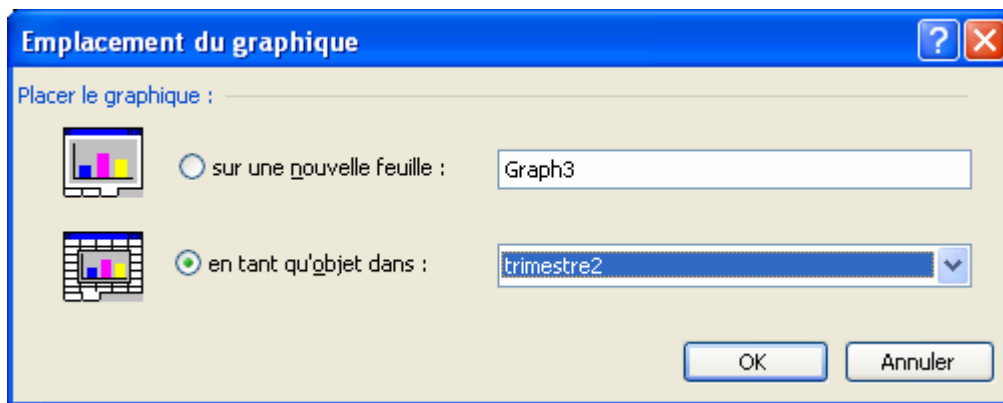 Emplacement du graphique
Placer le graphique :
sur une nouvelle feuille :
Graph3
en tant qu'objet dans :
trimestre2
OK
Annuler